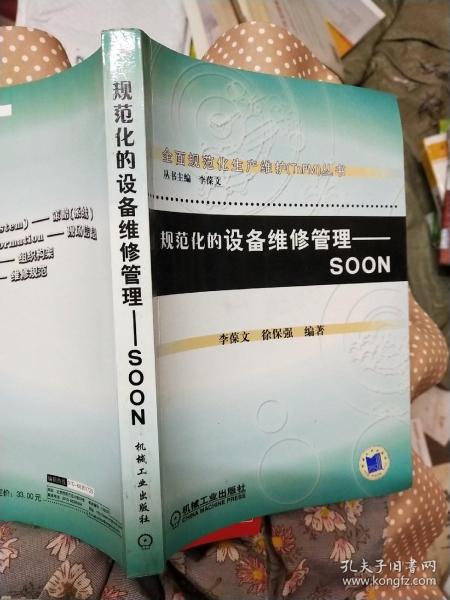 全面规范化生产维护(TnPM)丛书
丛书主编 李葆文
规范化的设备维修管理——
SOON
李葆文 徐保强 编著
机械工业出版社
CHINA MACHINE PRESS
规范化的设备维修管理——SOON
机械工业出版社
stem) —— 策略(系统)
ormation —— 现场信息
—— 组织构架
—— 维修规范
定价：33.00元
孔夫子旧书网
www.kongfz.com